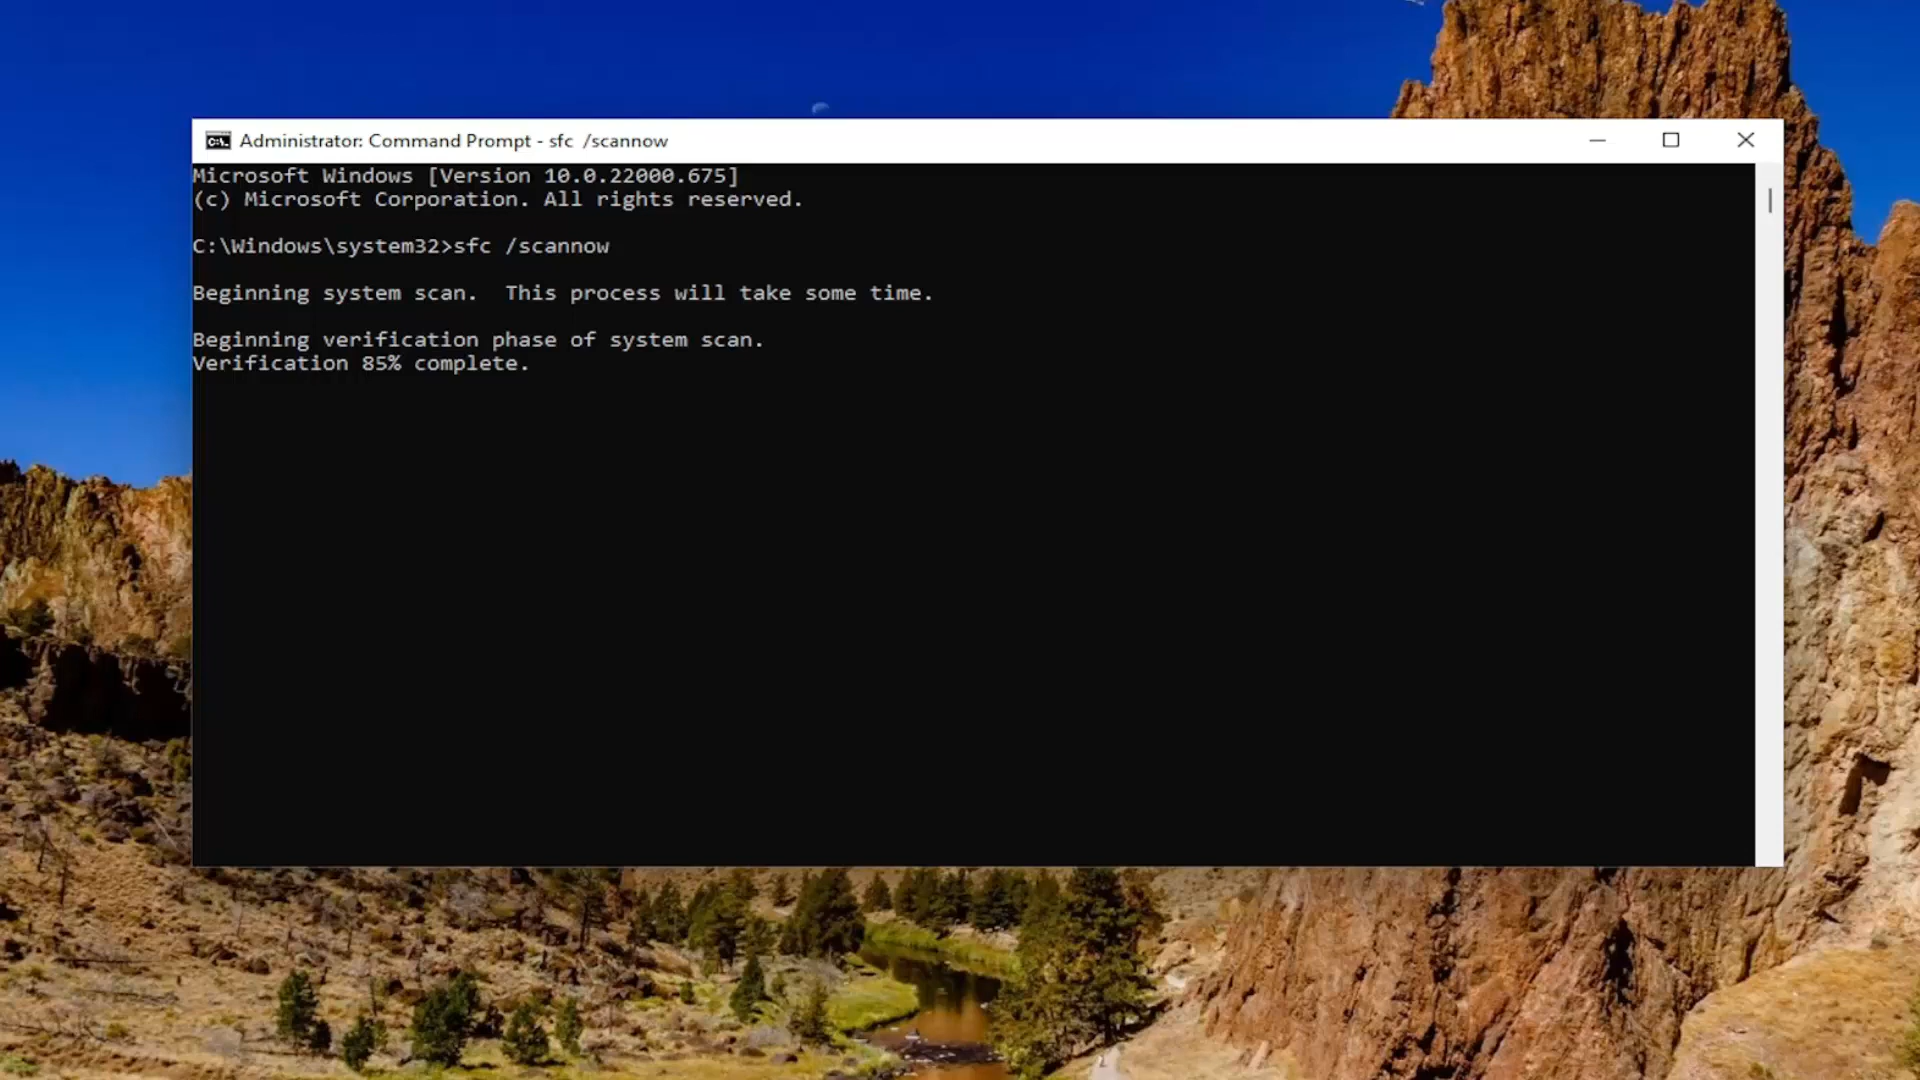 Administrator: Command Prompt - sfc  /scannow
Microsoft Windows [Version 10.0.22000.675]
(c) Microsoft Corporation. All rights reserved.
C:\Windows\system32>sfc /scannow
Beginning system scan.  This process will take some time.
Beginning verification phase of system scan.
Verification 85% complete.